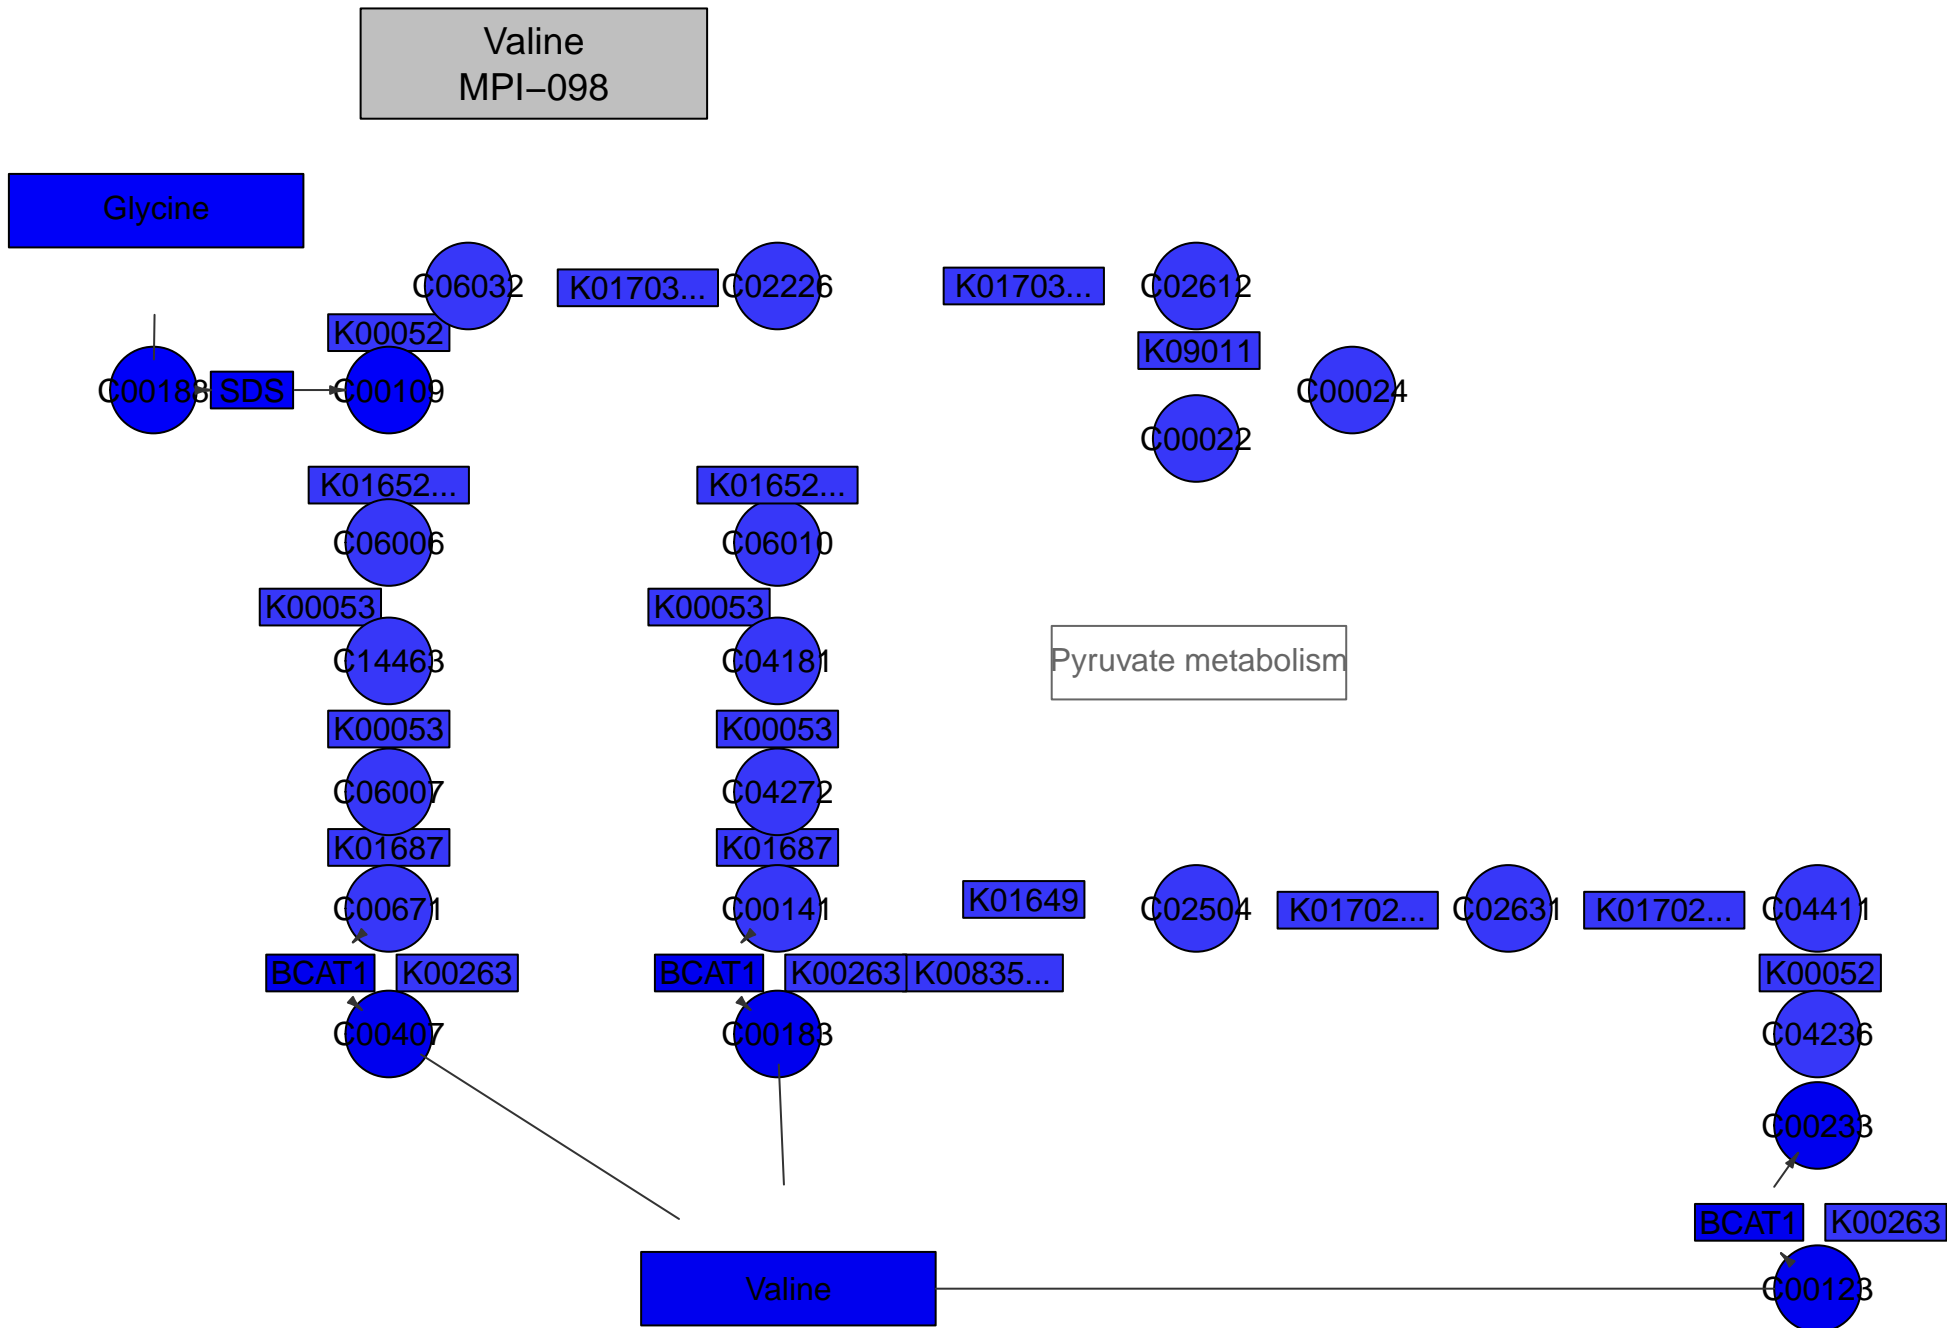 Valine
MPI−098
Glycine
C06032
K01703...
C02226
K01703...
C02612
K00052
K09011
C00188
SDS
C00109
C00024
C00022
K01652...
K01652...
C06006
C06010
K00053
K00053
C14463
C04181
Pyruvate metabolism
K00053
K00053
C06007
C04272
K01687
K01687
C00671
C00141
K01649
C02504
K01702...
C02631
K01702...
C04411
BCAT1
K00263
BCAT1
K00263
K00835...
K00052
C00407
C00183
C04236
C00233
BCAT1
K00263
Valine
C00123